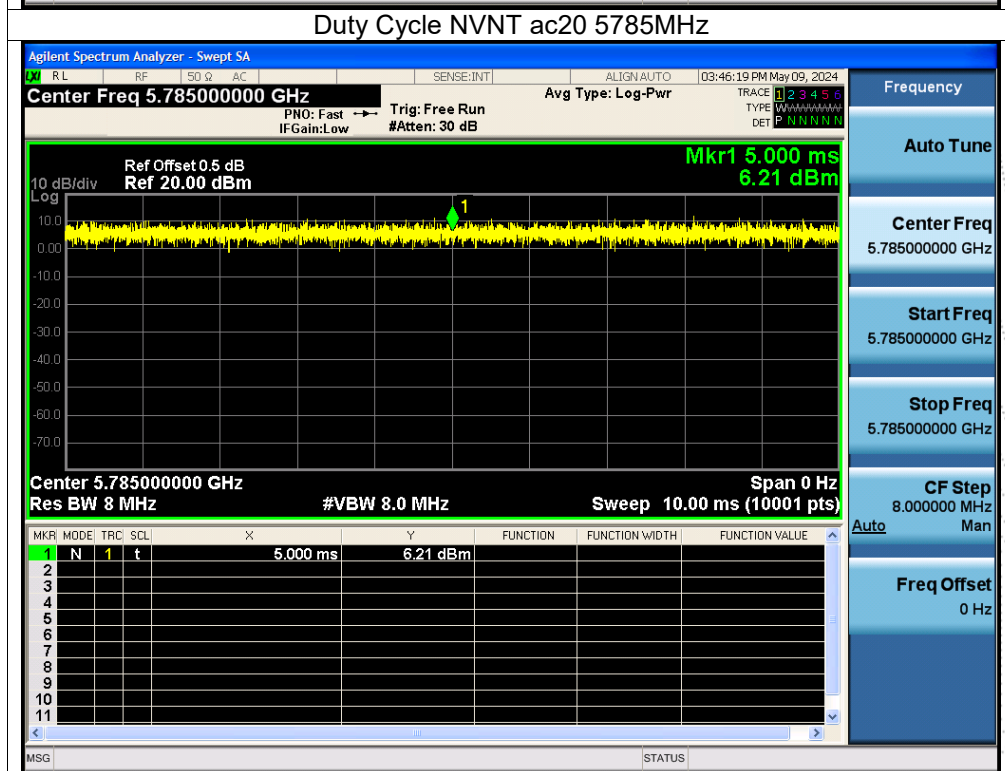 Duty Cycle NVNT ac20 5785MHz
Agilent Spectrum Analyzer - Swept SA
LXI RL RF 50 Ω AC SENSE:INT ALIGN AUTO 03:46:19 PM May 09, 2024
Center Freq 5.785000000 GHz
PNO: Fast
IFGain:Low
Trig: Free Run
#Atten: 30 dB
Avg Type: Log-Pwr
TRACE 1 2 3 4 5 6
TYPE W
DET P N N N N N
Ref Offset 0.5 dB
Ref 20.00 dBm
10 dB/div
Log
Mkr1 5.000 ms
6.21 dBm
1
10.0
0.00
-10.0
-20.0
-30.0
-40.0
-50.0
-60.0
-70.0
Center 5.785000000 GHz Span 0 Hz
Res BW 8 MHz #VBW 8.0 MHz Sweep 10.00 ms (10001 pts)
MKR MODE TRC SCL X Y FUNCTION FUNCTION WIDTH FUNCTION VALUE
1 N 1 t 5.000 ms 6.21 dBm
2
3
4
5
6
7
8
9
10
11
MSG STATUS
Frequency
Auto Tune
Center Freq
5.785000000 GHz
Start Freq
5.785000000 GHz
Stop Freq
5.785000000 GHz
CF Step
8.000000 MHz
Auto Man
Freq Offset
0 Hz